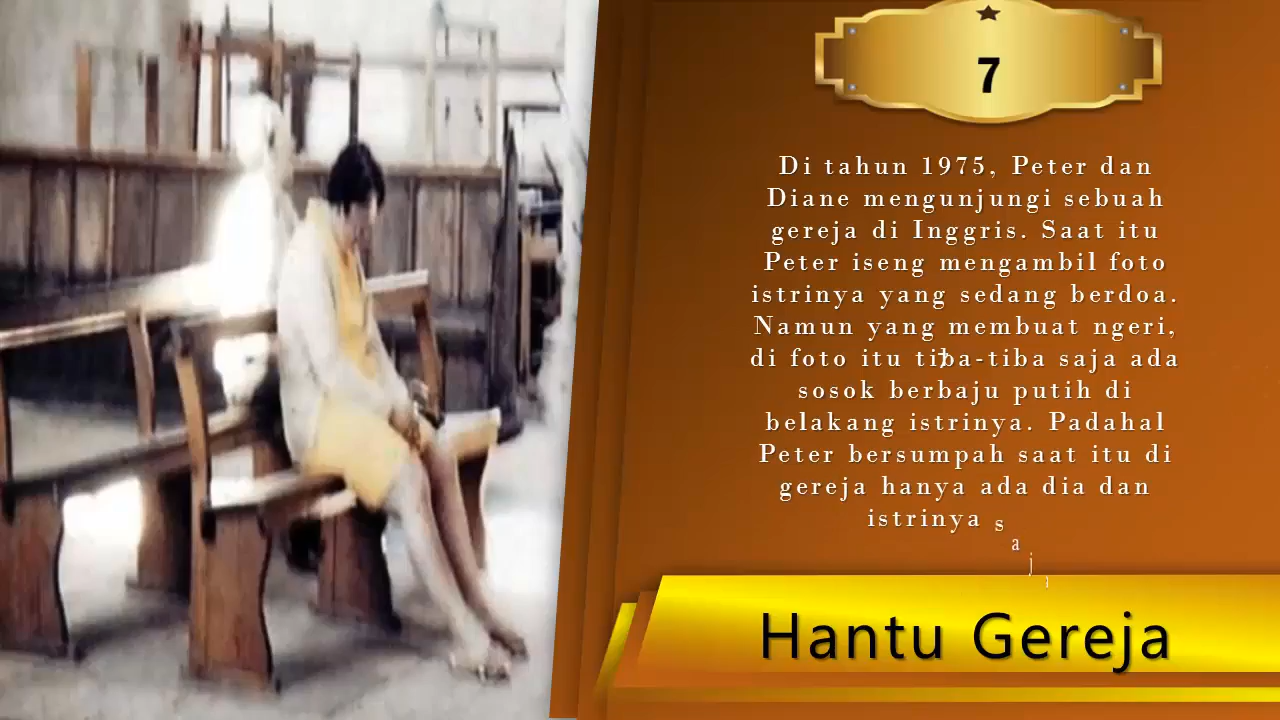 7
Di tahun 1975, Peter dan
Diane mengunjungi sebuah
gereja di Inggris. Saat itu
Peter iseng mengambil foto
istrinya yang sedang berdoa.
Namun yang membuat ngeri,
di foto itu tiba-tiba saja ada
sosok berbaju putih di
belakang istrinya. Padahal
Peter bersumpah saat itu di
gereja hanya ada dia dan
istrinya saja
Hantu Gereja